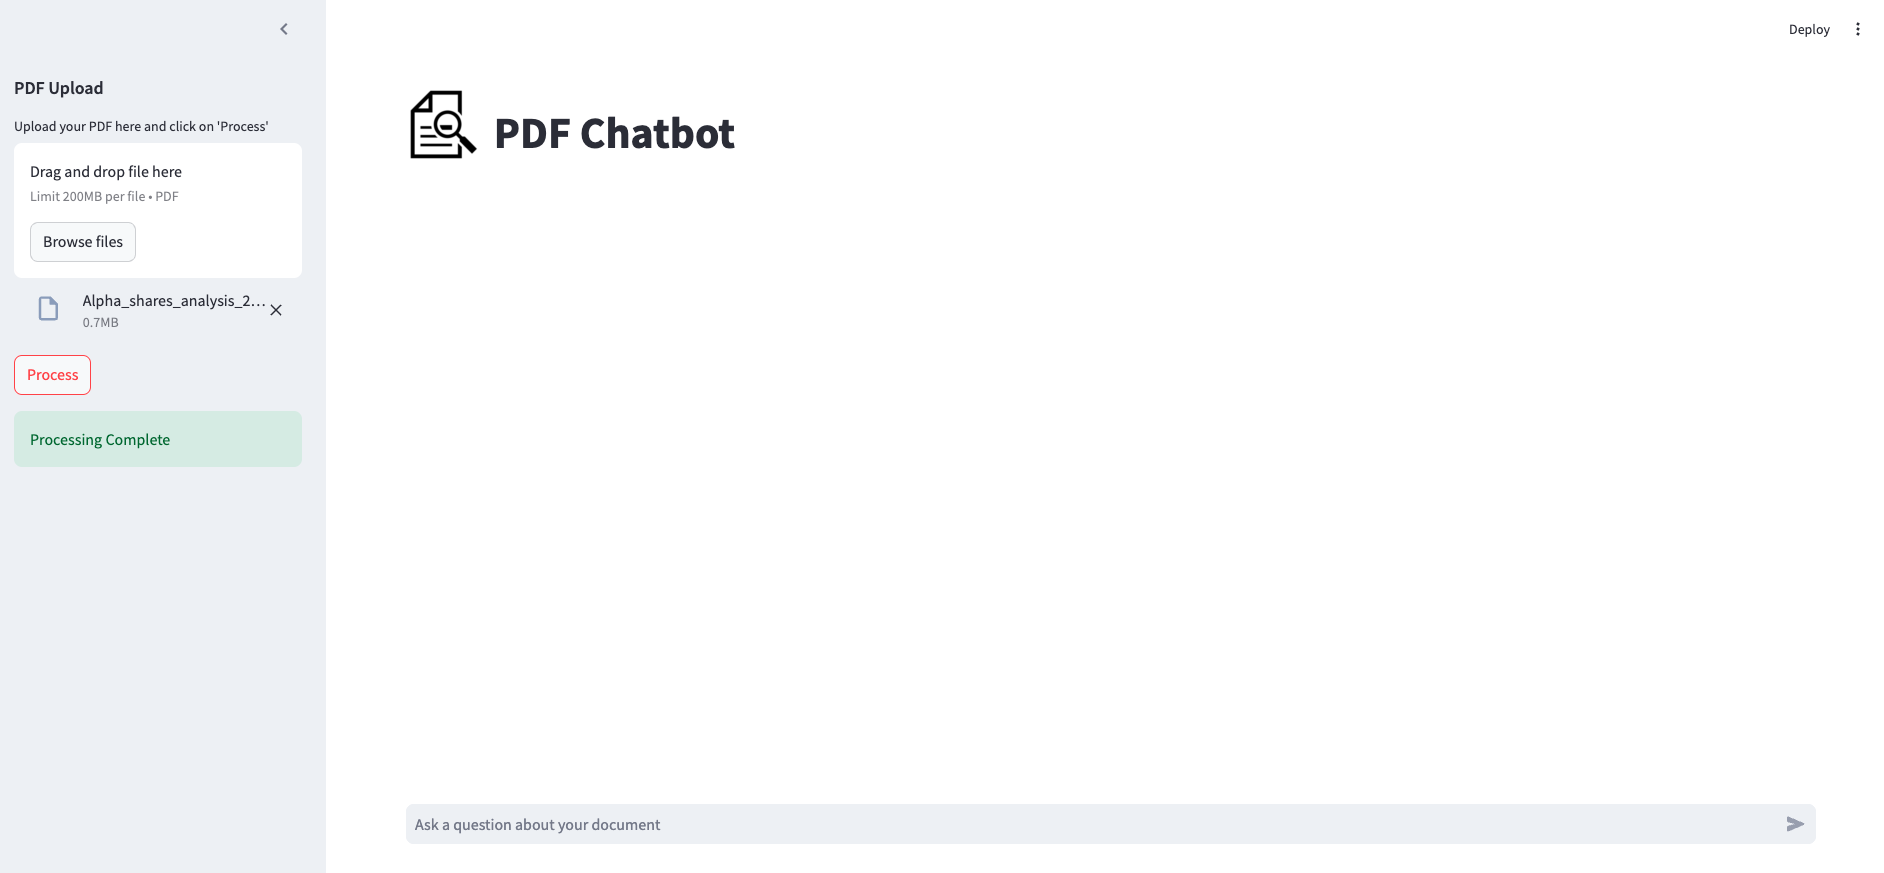 Deploy
PDF Upload
Upload your PDF here and click on 'Process'
Drag and drop file here
Limit 200MB per file • PDF
Browse files
Alpha_shares_analysis_2...
0.7MB
Process
Processing Complete
PDF Chatbot
Ask a question about your document